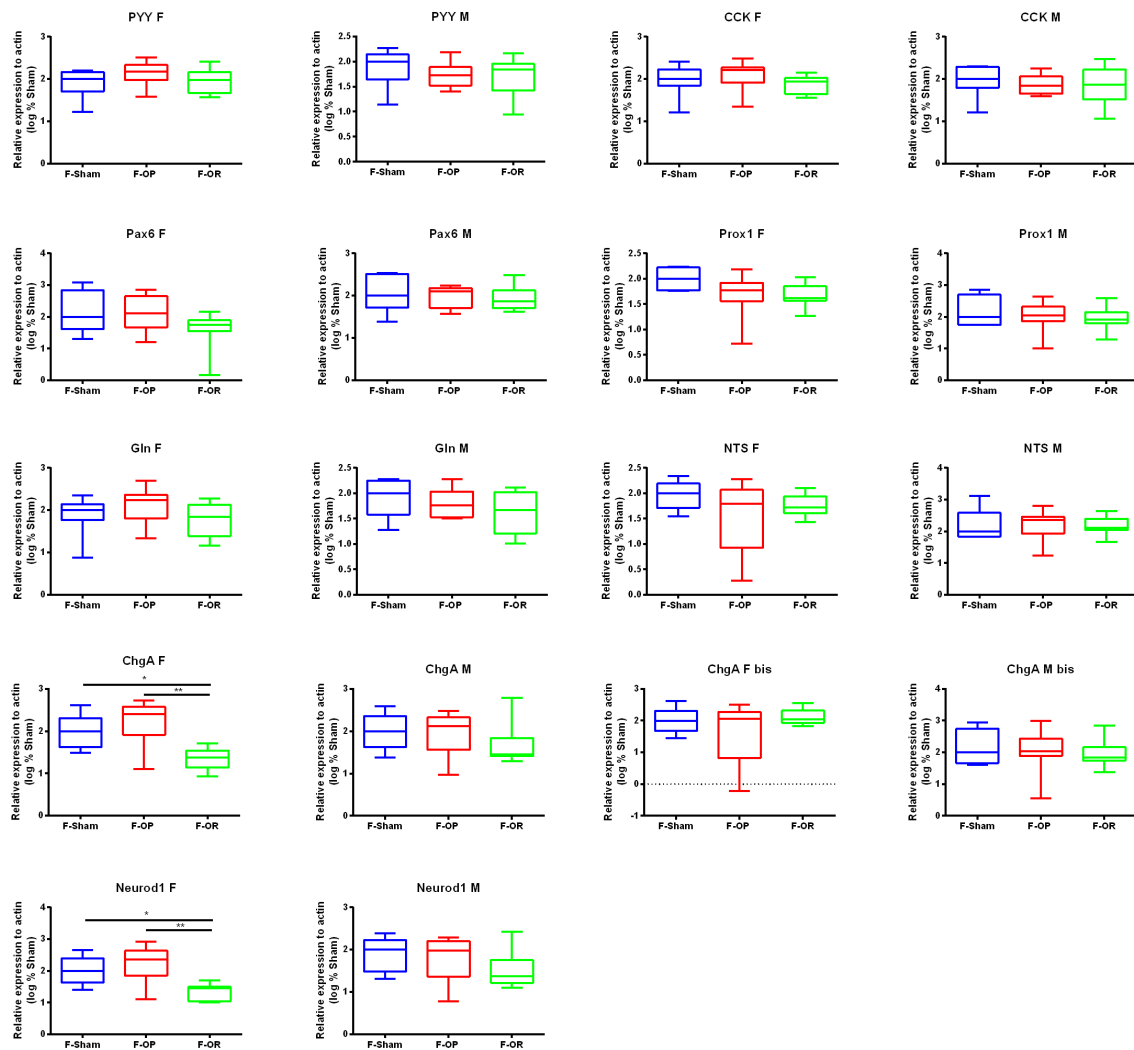 PYY F
Relative expression to actin
(log % Sham)
3
2
1
0
F-Sham F-OP F-OR
PYY M
Relative expression to actin
(log % Sham)
2.5
2.0
1.5
1.0
0.5
0.0
F-Sham F-OP F-OR
CCK F
Relative expression to actin
(log % Sham)
3
2
1
0
F-Sham F-OP F-OR
CCK M
Relative expression to actin
(log % Sham)
3
2
1
0
F-Sham F-OP F-OR
Pax6 F
Relative expression to actin
(log % Sham)
4
3
2
1
0
F-Sham F-OP F-OR
Pax6 M
Relative expression to actin
(log % Sham)
3
2
1
0
F-Sham F-OP F-OR
Prox1 F
Relative expression to actin
(log % Sham)
2.5
2.0
1.5
1.0
0.5
0.0
F-Sham F-OP F-OR
Prox1 M
Relative expression to actin
(log % Sham)
4
3
2
1
0
F-Sham F-OP F-OR
Gln F
Relative expression to actin
(log % Sham)
3
2
1
0
F-Sham F-OP F-OR
Gln M
Relative expression to actin
(log % Sham)
2.5
2.0
1.5
1.0
0.5
0.0
F-Sham F-OP F-OR
NTS F
Relative expression to actin
(log % Sham)
2.5
2.0
1.5
1.0
0.5
0.0
F-Sham F-OP F-OR
NTS M
Relative expression to actin
(log % Sham)
4
3
2
1
0
F-Sham F-OP F-OR
ChgA F
*
**
Relative expression to actin
(log % Sham)
3
2
1
0
F-Sham F-OP F-OR
ChgA M
Relative expression to actin
(log % Sham)
3
2
1
0
F-Sham F-OP F-OR
ChgA F bis
Relative expression to actin
(log % Sham)
3
2
1
0
-1
F-Sham F-OP F-OR
ChgA M bis
Relative expression to actin
(log % Sham)
4
3
2
1
0
F-Sham F-OP F-OR
Neurod1 F
*
**
Relative expression to actin
(log % Sham)
4
3
2
1
0
F-Sham F-OP F-OR
Neurod1 M
Relative expression to actin
(log % Sham)
3
2
1
0
F-Sham F-OP F-OR